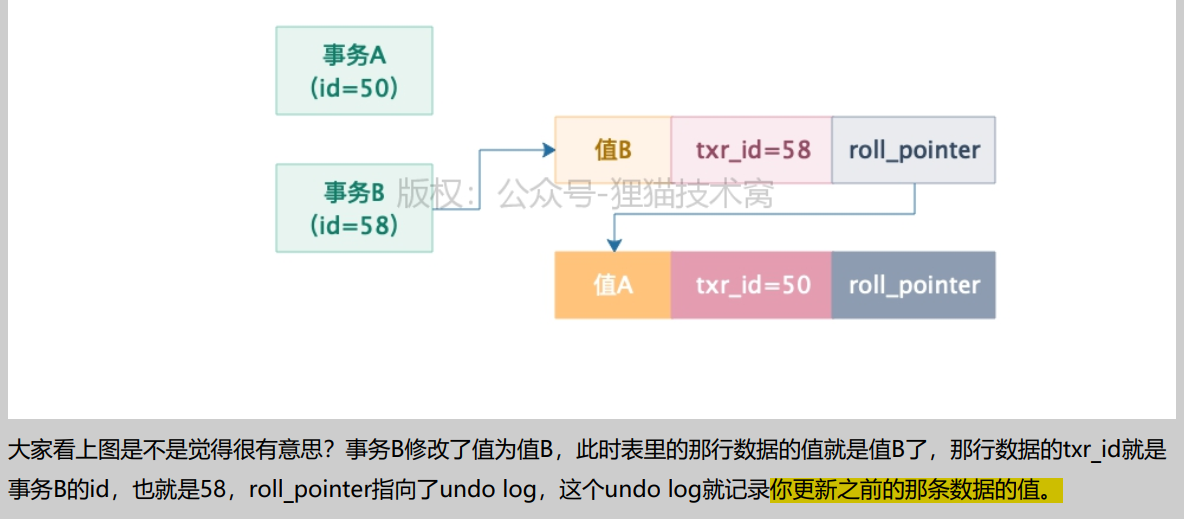 事务A
(id=50)
值B
txr_id=58
roll_pointer
事务B
(id=58)
版权：公众号-狸猫技术窝
值A
txr_id=50
roll_pointer
大家看上图是不是觉得很有意思？事务B修改了值为值B，此时表里的那行数据的值就是值B了，那行数据的txr_id就是
事务B的id，也就是58，roll_pointer指向了undo log，这个undo log就记录你更新之前的那条数据的值。